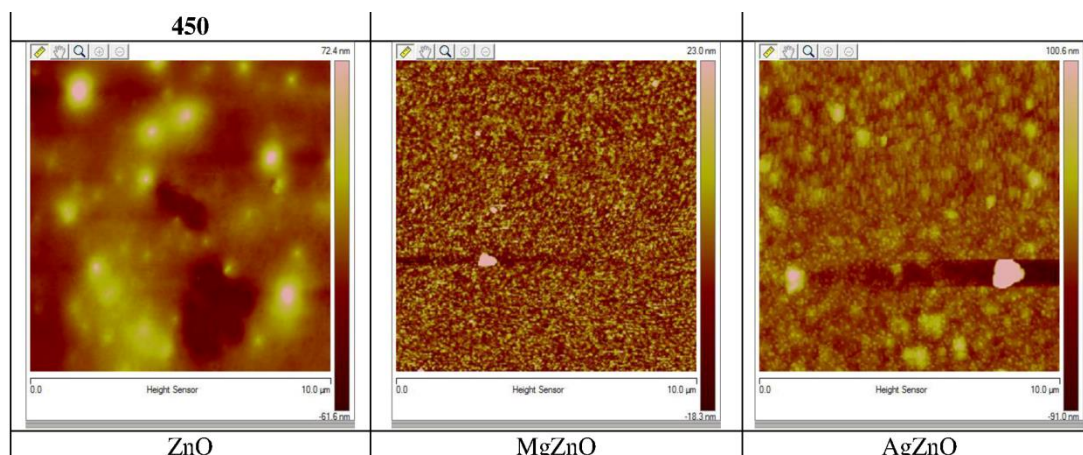 450
72.4 nm
23.0 nm
100.6 nm
0.0 Height Sensor 10.0 µm
-61.6 nm
0.0 Height Sensor 10.0 µm
-18.3 nm
0.0 Height Sensor 10.0 µm
-91.0 nm
ZnO
MgZnO
AgZnO